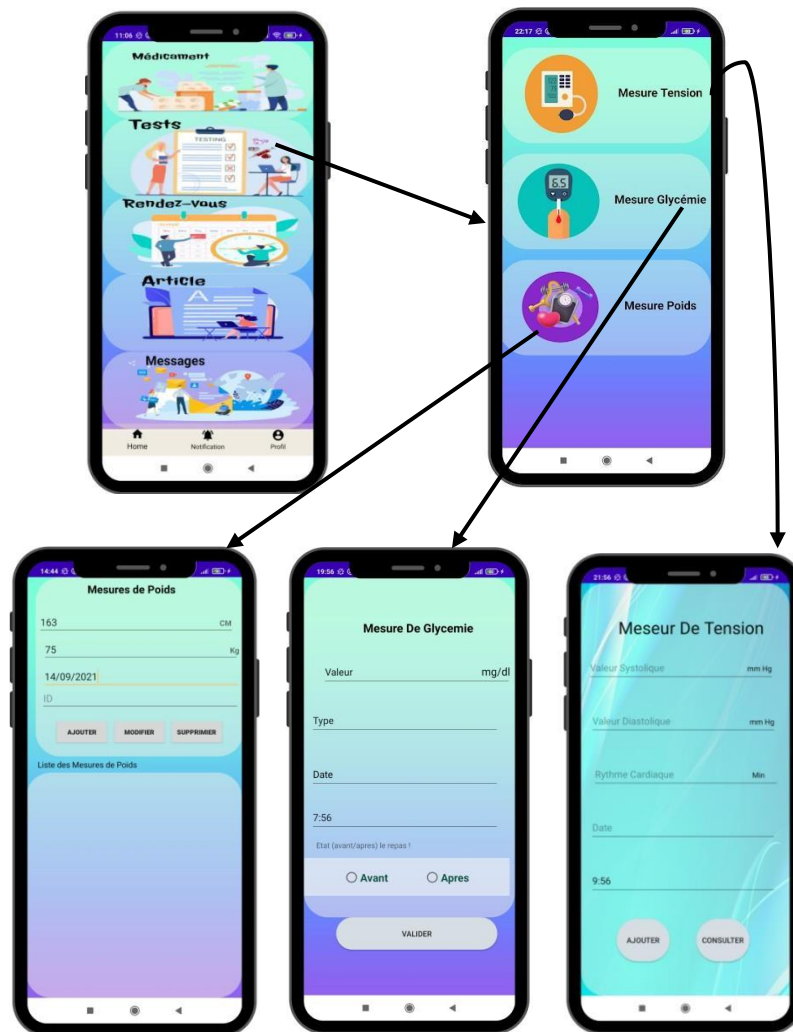 11:06
Médicament
Tests
TESTING
Rendez-vous
Article
A
Messages
Home
Notification
Profil
22:17
Mesure Tension
6.5
Mesure Glycémie
Mesure Poids
14:44
Mesures de Poids
163 CM
75 Kg
14/09/2021
ID
AJOUTER MODIFIER SUPPRIMIER
Liste des Mesures de Poids
19:56
Mesure De Glycemie
Valeur mg/dl
Type
Date
7:56
Etat (avant/apres) le repas !
Avant Apres
VALIDER
21:56
Meseur De Tension
Valeur Systolique mm Hg
Valeur Diastolique mm Hg
Rythme Cardiaque Min
Date
9:56
AJOUTER CONSULTER